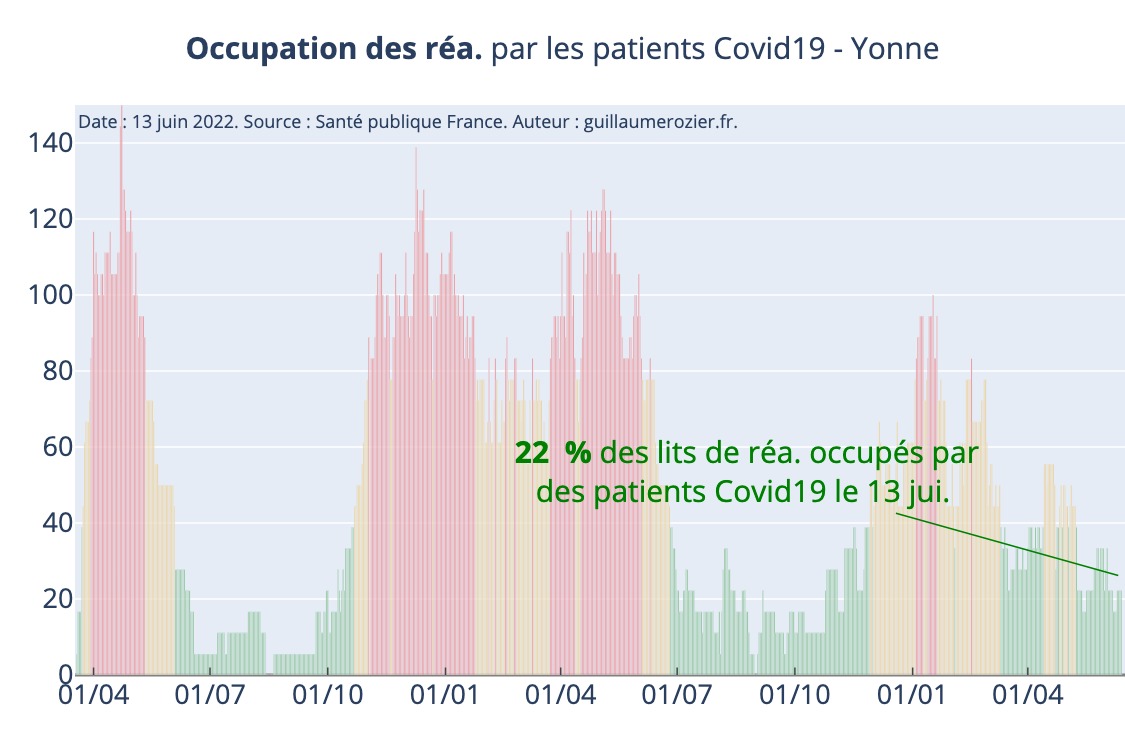 Occupation des réa. par les patients Covid19 - Yonne
Date : 13 juin 2022. Source : Santé publique France. Auteur : guillaumerozier.fr.
140
120
100
80
60
22  % des lits de réa. occupés par
des patients Covid19 le 13 jui.
40
20
0
01/04 01/07 01/10 01/01 01/04 01/07 01/10 01/01 01/04